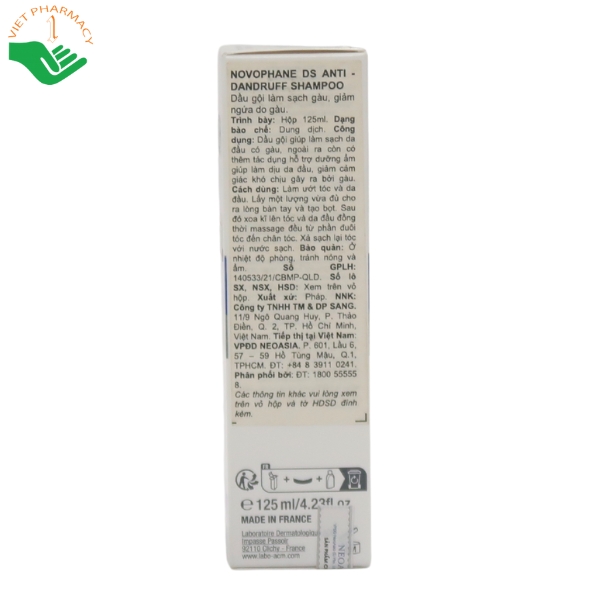 VIET PHARMACY
1
NOVOPHANE DS ANTI -
DANDRUFF SHAMPOO
Dầu gội làm sạch gàu, giảm
ngứa do gàu.
Trình bày: Hộp 125ml. Dạng
bào chế: Dung dịch. Công
dụng: Dầu gội giúp làm sạch da
đầu có gàu, ngoài ra còn có
thêm tác dụng hỗ trợ dưỡng ẩm
giúp làm dịu da đầu, giảm cảm
giác khó chịu gây ra bởi gàu.
Cách dùng: Làm ướt tóc và da
đầu. Lấy một lượng vừa đủ cho
ra lòng bàn tay và tạo bọt. Sau
đó xoa kĩ lên tóc và da đầu đồng
thời massage đều từ phần đuôi
tóc đến chân tóc. Xả sạch lại tóc
với nước sạch. Bảo quản: Ở
nhiệt độ phòng, tránh nóng và
ẩm. Số GPLH:
140533/21/CBMP-QLD. Số lô
SX, NSX, HSD: Xem trên vỏ
hộp. Xuất xứ: Pháp. NNK:
Công ty TNHH TM & DP SANG,
11/9 Ngô Quang Huy, P. Thảo
Điền, Q. 2, TP. Hồ Chí Minh,
Việt Nam. Tiếp thị tại Việt Nam:
VPĐD NEOASIA, P. 601, Lầu 6,
57 – 59 Hồ Tùng Mậu, Q.1,
TPHCM. ĐT: +84 8 3911 0241.
Phân phối bởi: ĐT: 1800 55555
8.
Các thông tin khác vui lòng xem
trên vỏ hộp và tờ HDSD đính
kèm.
FR
+ +
℮ 125 ml/4.23fl.oz
MADE IN FRANCE
Laboratoire Dermatologique
Impasse Passoir
92110 Clichy - France
www.labo-acm.com
NEOA